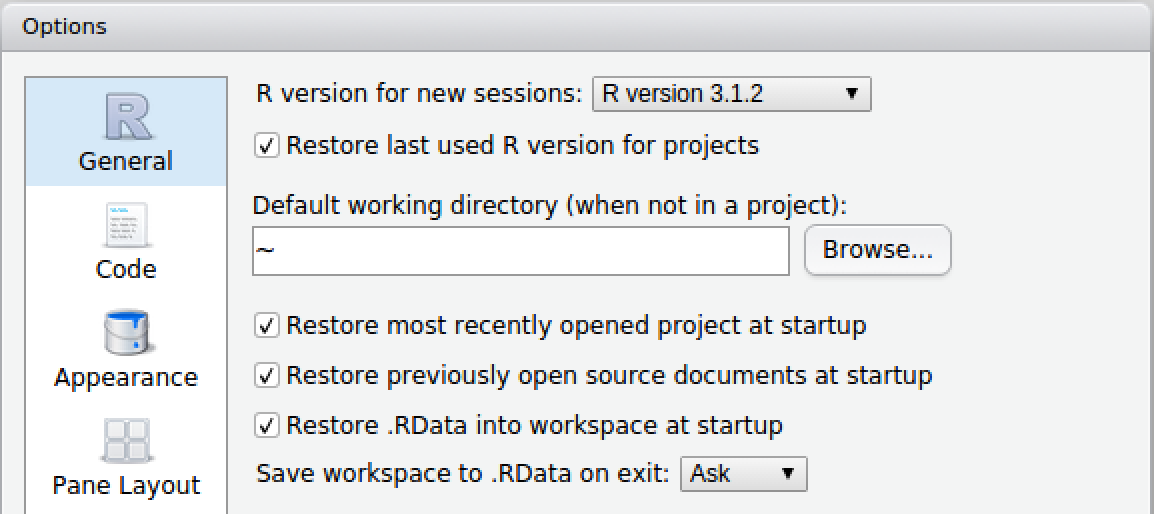 Options
R
General
Code
Appearance
Pane Layout
R version for new sessions: R version 3.1.2
Restore last used R version for projects
Default working directory (when not in a project):
~ Browse...
Restore most recently opened project at startup
Restore previously open source documents at startup
Restore .RData into workspace at startup
Save workspace to .RData on exit: Ask